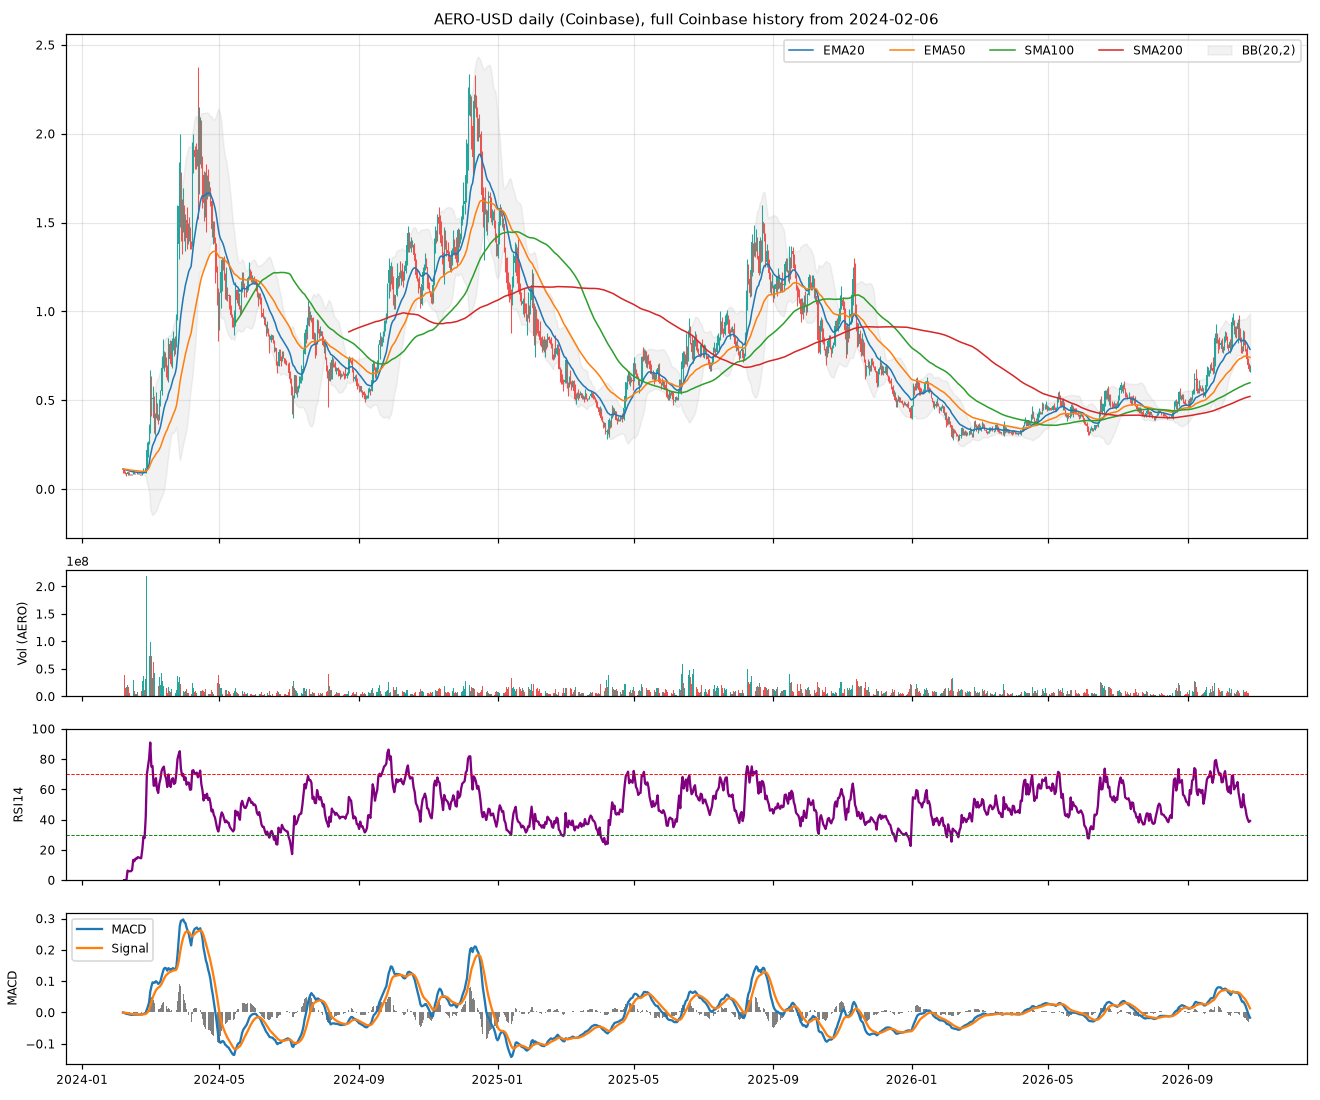 AERO-USD daily (Coinbase), full Coinbase history from 2024-02-06
EMA20 EMA50 SMA100 SMA200 BB(20,2)
2.5
2.0
1.5
1.0
0.5
0.0
1e8
Vol (AERO)
2.0
1.5
1.0
0.5
0.0
RSI14
100
80
60
40
20
0
MACD
MACD
Signal
0.3
0.2
0.1
0.0
−0.1
2024-01 2024-05 2024-09 2025-01 2025-05 2025-09 2026-01 2026-05 2026-09